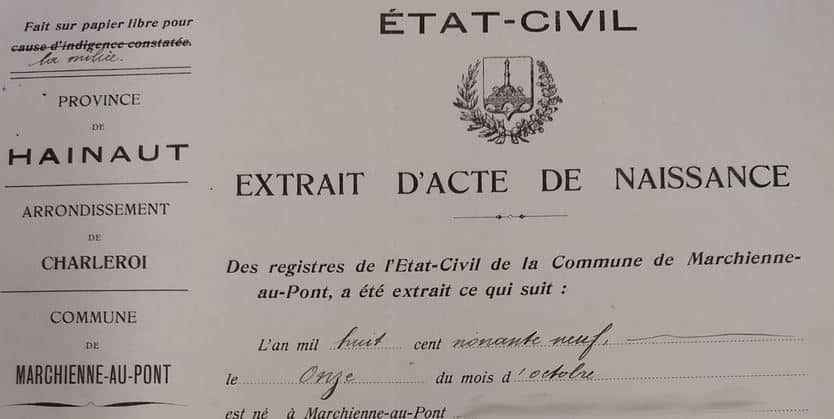 Fait sur papier libre pour
cause d'indigence constatée.
la milice.
PROVINCE
DE
HAINAUT
ARRONDISSEMENT
DE
CHARLEROI
COMMUNE
DE
MARCHIENNE-AU-PONT
ÉTAT-CIVIL
EXTRAIT D'ACTE DE NAISSANCE
Des registres de l'Etat-Civil de la Commune de Marchienne-
au-Pont, a été extrait ce qui suit :
L'an mil huit cent nonante neuf,
le Onze du mois d'octobre
est né à Marchienne-au-Pont